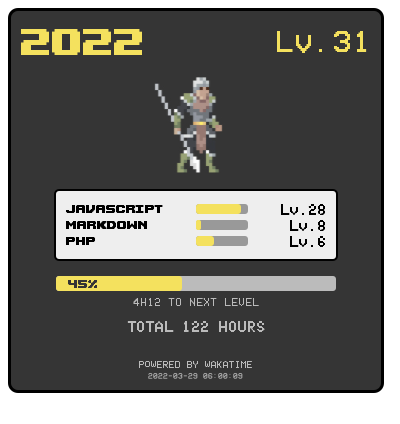 2022 Lv.31
JAVASCRIPT Lv.28
MARKDOWN Lv.8
PHP Lv.6
45%
4H12 TO NEXT LEVEL
TOTAL 122 HOURS
POWERED BY WAKATIME
2022-03-29 06:00:09